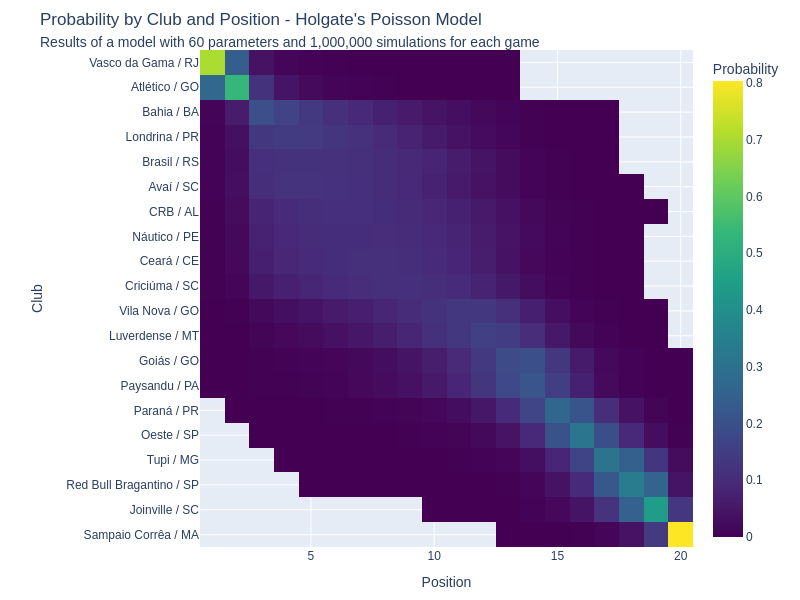 Probability by Club and Position - Holgate's Poisson Model
Results of a model with 60 parameters and 1,000,000 simulations for each game
Probability
Vasco da Gama / RJ
Atlético / GO
Bahia / BA
Londrina / PR
Brasil / RS
Avaí / SC
CRB / AL
Náutico / PE
Ceará / CE
Criciúma / SC
Vila Nova / GO
Luverdense / MT
Goiás / GO
Paysandu / PA
Paraná / PR
Oeste / SP
Tupi / MG
Red Bull Bragantino / SP
Joinville / SC
Sampaio Corrêa / MA
Club
5
10
15
20
Position
0.8
0.7
0.6
0.5
0.4
0.3
0.2
0.1
0